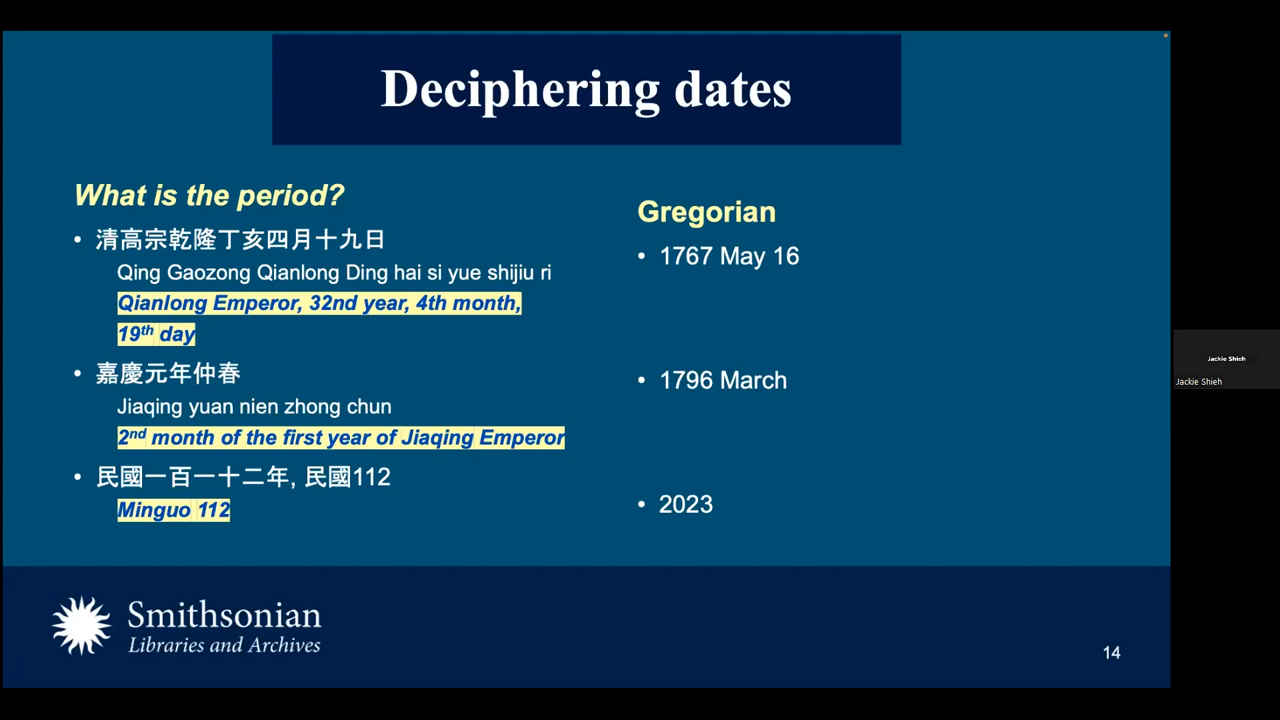 Deciphering dates
What is the period?
• 清高宗乾隆丁亥四月十九日
Qing Gaozong Qianlong Ding hai si yue shijiu ri
Qianlong Emperor, 32nd year, 4th month,
19th day
• 嘉慶元年仲春
Jiaqing yuan nien zhong chun
2nd month of the first year of Jiaqing Emperor
• 民國一百一十二年, 民國112
Minguo 112
Gregorian
• 1767 May 16
• 1796 March
• 2023
Smithsonian
Libraries and Archives
14
Jackie Shieh
Jackie Shieh